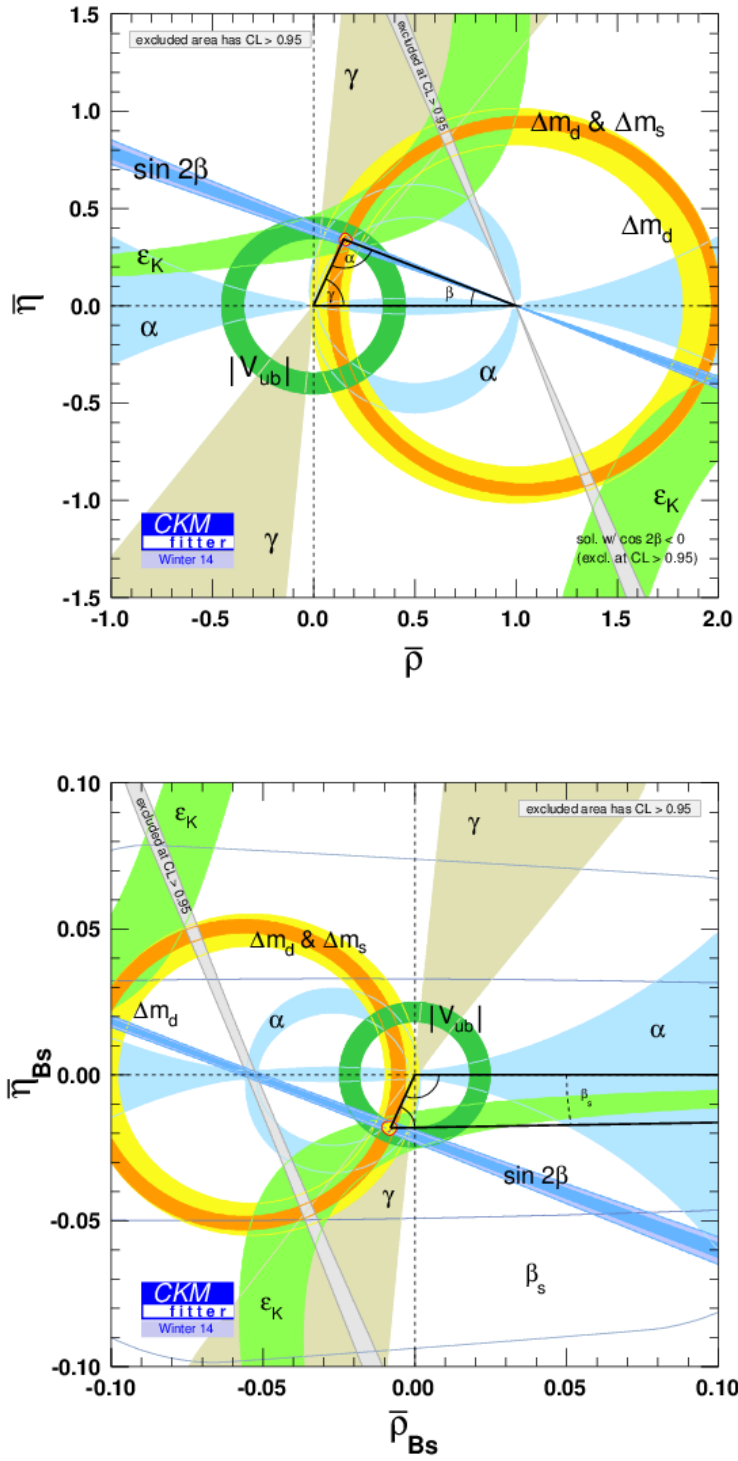 excluded area has CL > 0.95
excluded at CL > 0.95
γ
Δm_d & Δm_s
sin 2β
Δm_d
ε_K
α
α
β
γ
α
|V_ub|
α
ε_K
γ
sol. w/ cos 2β < 0
(excl. at CL > 0.95)
CKM
fitter
Winter 14
1.5
1.0
0.5
0.0
-0.5
-1.0
-1.5
η̅
-1.0 -0.5 0.0 0.5 1.0 1.5 2.0
ρ̅
excluded area has CL > 0.95
excluded at CL > 0.95
ε_K
γ
Δm_d & Δm_s
Δm_d
α
|V_ub|
α
β_s
sin 2β
γ
β_s
ε_K
CKM
fitter
Winter 14
0.10
0.05
0.00
-0.05
-0.10
η̅_Bs
-0.10 -0.05 0.00 0.05 0.10
ρ̅_Bs